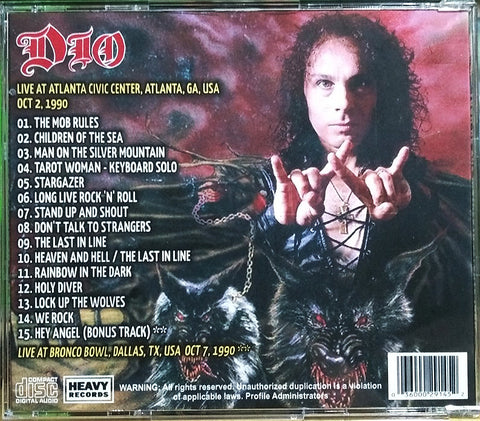 DIO
LIVE AT ATLANTA CIVIC CENTER, ATLANTA, GA, USA
OCT 2, 1990
01. THE MOB RULES
02. CHILDREN OF THE SEA
03. MAN ON THE SILVER MOUNTAIN
04. TAROT WOMAN - KEYBOARD SOLO
05. STARGAZER
06. LONG LIVE ROCK 'N' ROLL
07. STAND UP AND SHOUT
08. DON'T TALK TO STRANGERS
09. THE LAST IN LINE
10. HEAVEN AND HELL / THE LAST IN LINE
11. RAINBOW IN THE DARK
12. HOLY DIVER
13. LOCK UP THE WOLVES
14. WE ROCK
15. HEY ANGEL (BONUS TRACK) **
LIVE AT BRONCO BOWL, DALLAS, TX, USA OCT 7, 1990 **
COMPACT
disc
DIGITAL AUDIO
HEAVY
RECORDS
WARNING: All rights reserved. Unauthorized duplication is a violation
of applicable laws. Profile Administrators
0 36000 29145 2